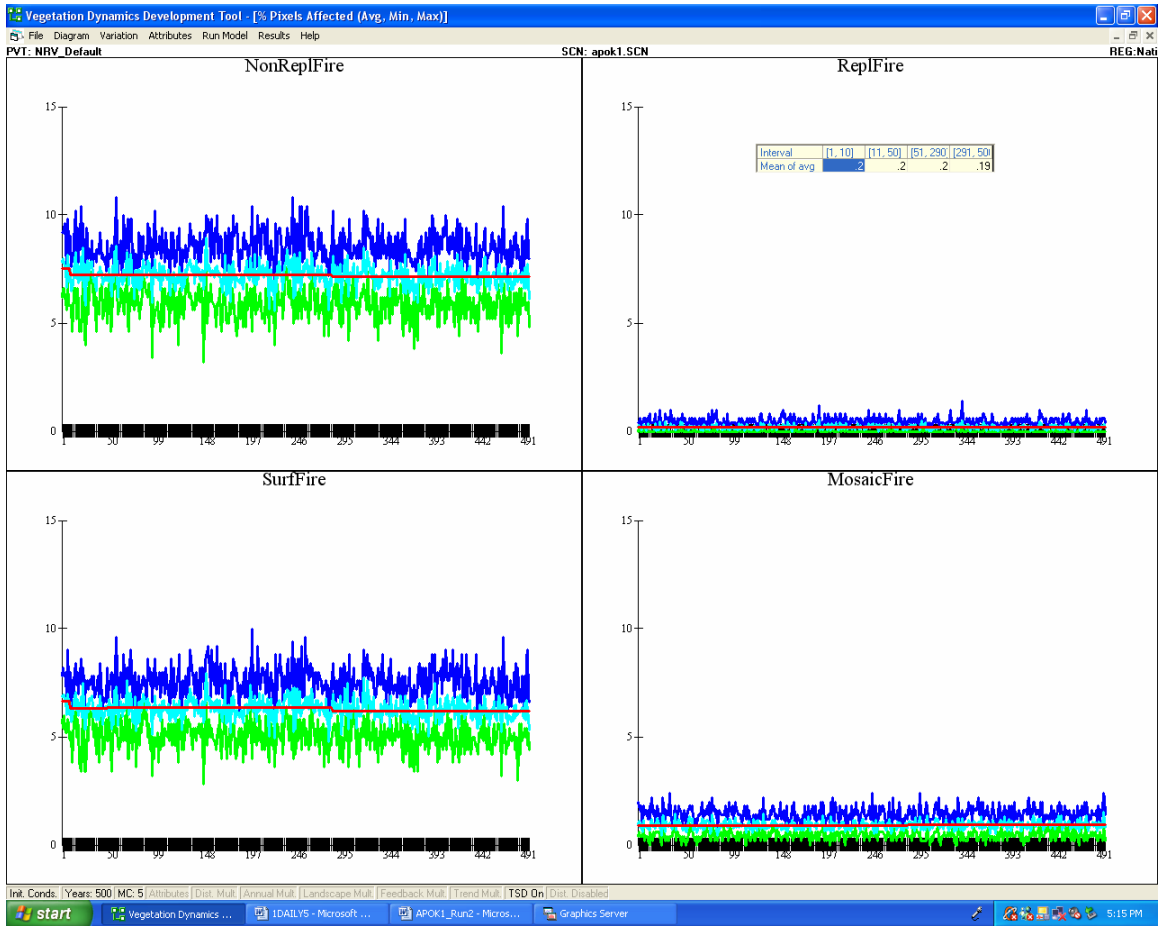 Vegetation Dynamics Development Tool - [% Pixels Affected (Avg, Min, Max)]
File Diagram Variation Attributes Run Model Results Help
PVT: NRV_Default SCN: apok1.SCN REG:Nati
NonReplFire
15
10
5
0
1 50 99 148 197 246 295 344 393 442 491
ReplFire
15
Interval [1, 10] [11, 50] [51, 290 [291, 50
Mean of avg .2 .2 .2 .19
10
5
0
1 50 99 148 197 246 295 344 393 442 491
SurfFire
15
10
5
0
1 50 99 148 197 246 295 344 393 442 491
MosaicFire
15
10
5
0
1 50 99 148 197 246 295 344 393 442 491
Init. Conds. Years: 500 MC: 5 Attributes Dist. Mult. Annual Mult. Landscape Mult. Feedback Mult. Trend Mult. TSD On Dist. Disabled
start Vegetation Dynamics ... 1DAILY5 - Microsoft ... APOK1_Run2 - Micros... Graphics Server 5:15 PM